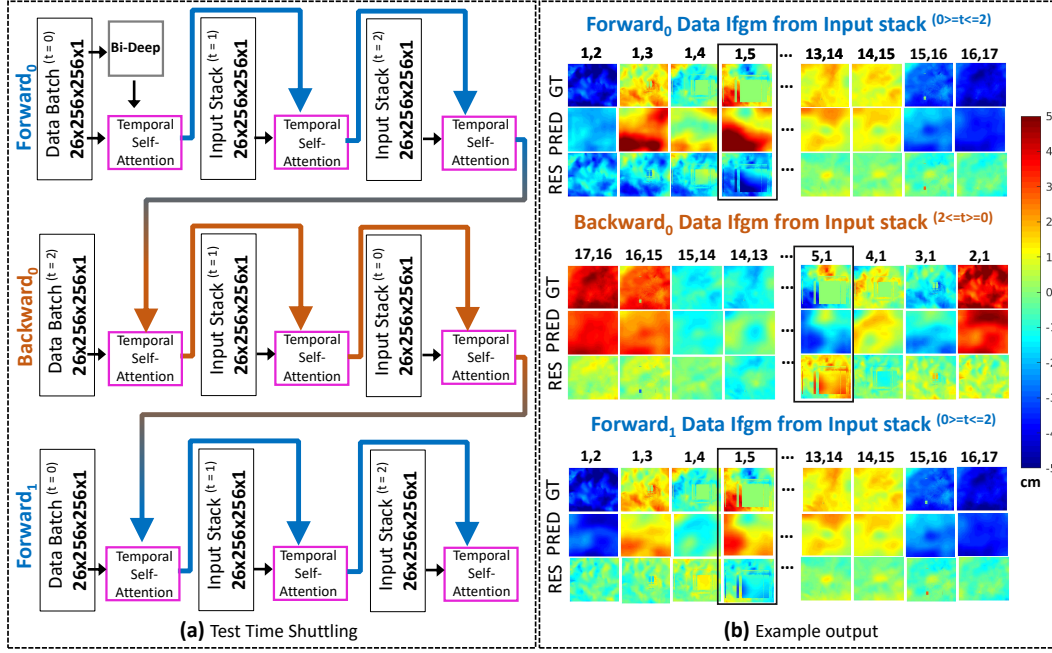 Forward0
Data Batch (t = 0)
26x256x256x1
Bi-Deep
Temporal
Self-
Attention
Input Stack (t = 1)
26x256x256x1
Temporal
Self-
Attention
Input Stack (t = 2)
26x256x256x1
Temporal
Self-
Attention
Backward0
Data Batch (t = 2)
26x256x256x1
Temporal
Self-
Attention
Input Stack (t = 1)
26x256x256x1
Temporal
Self-
Attention
Input Stack (t = 0)
26x256x256x1
Temporal
Self-
Attention
Forward1
Data Batch (t = 0)
26x256x256x1
Temporal
Self-
Attention
Input Stack (t = 1)
26x256x256x1
Temporal
Self-
Attention
Input Stack (t = 2)
26x256x256x1
Temporal
Self-
Attention
(a) Test Time Shuttling
Forward0 Data Ifgm from Input stack (0>=t<=2)
1,2 1,3 1,4 1,5 ... 13,14 14,15 15,16 16,17
GT
PRED
...
RES
...
Backward0 Data Ifgm from Input stack (2<=t>=0)
17,16 16,15 15,14 14,13 ... 5,1 4,1 3,1 2,1
GT
PRED
...
RES
...
Forward1 Data Ifgm from Input stack (0>=t<=2)
1,2 1,3 1,4 1,5 ... 13,14 14,15 15,16 16,17
GT
PRED
...
RES
...
5
4
3
2
1
0
-1
-2
-3
-4
-5
cm
(b) Example output